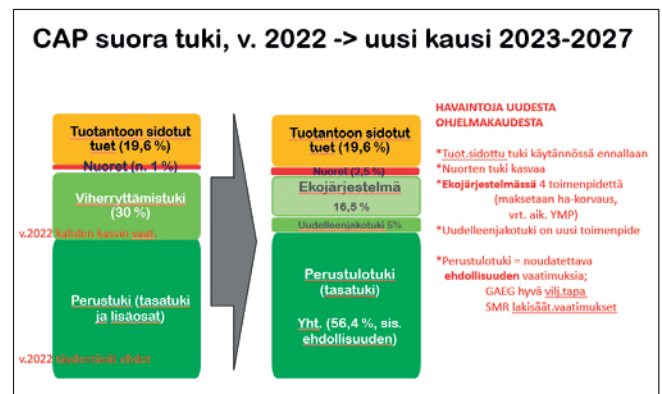 CAP suora tuki, v. 2022 -> uusi kausi 2023-2027
Tuotantoon sidotut
tuet (19,6 %)
Nuoret (n. 1 %)
Viherryttämistuki
(30 %)
v.2022 kahden kasvin vaat.
Perustuki (tasatuki
ja lisäosat)
v.2022 täydentävät ehdot
Tuotantoon sidotut
tuet (19,6 %)
Nuoret (2,5 %)
Ekojärjestelmä
16,5 %
Uudelleenjakotuki 5%
Perustulotuki
(tasatuki)
Yht. (56,4 %, sis.
ehdollisuuden)
HAVAINTOJA UUDESTA
OHJELMAKAUDESTA
*Tuot.sidottu tuki käytännössä ennallaan
*Nuorten tuki kasvaa
*Ekojärjestelmässä 4 toimenpidettä
(maksetaan ha-korvaus,
vrt. aik. YMP)
*Uudelleenjakotuki on uusi toimenpide
*Perustulotuki = noudatettava
ehdollisuuden vaatimuksia;
GAEG hyvä vilj.tapa
SMR lakisäät.vaatimukset